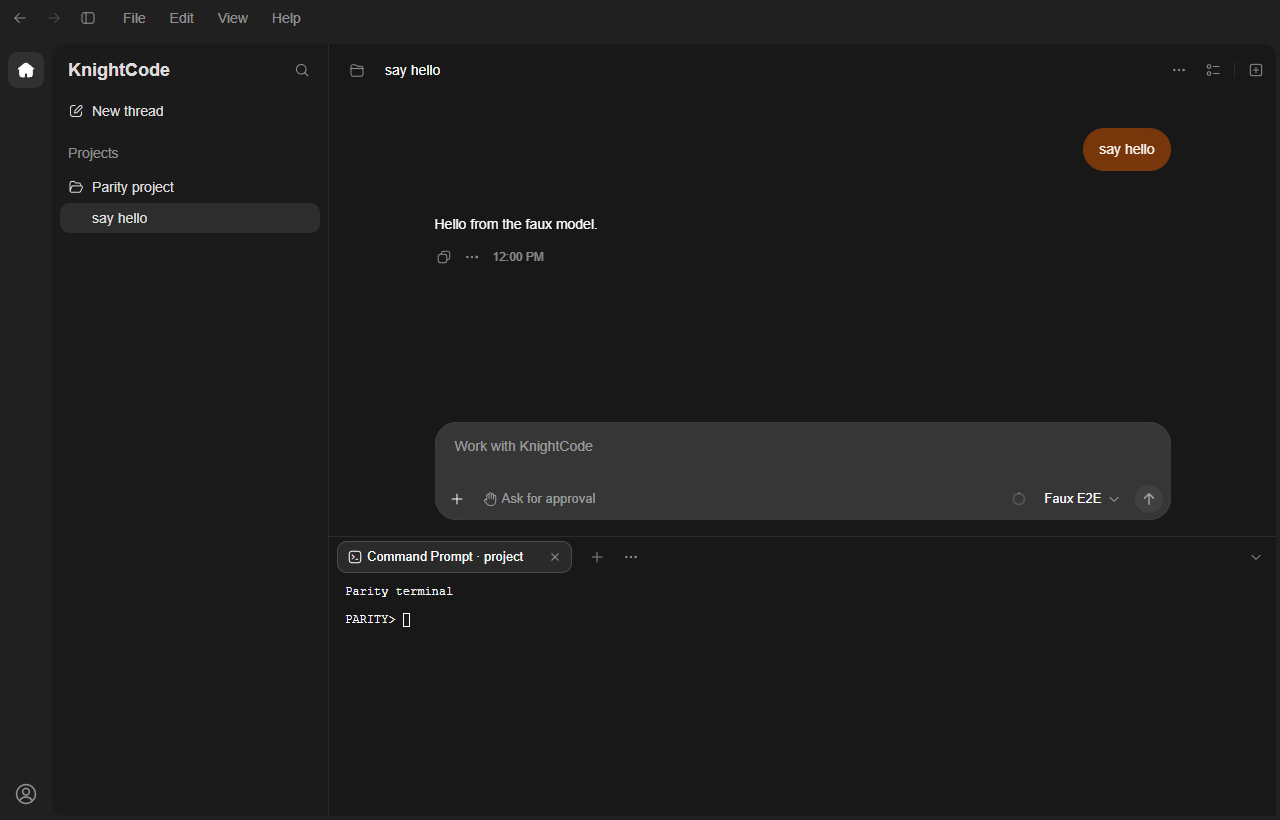 File Edit View Help
KnightCode
New thread
Projects
Parity project
say hello
say hello
say hello
Hello from the faux model.
12:00 PM
Work with KnightCode
Ask for approval
Faux E2E
Command Prompt · project
Parity terminal
PARITY>